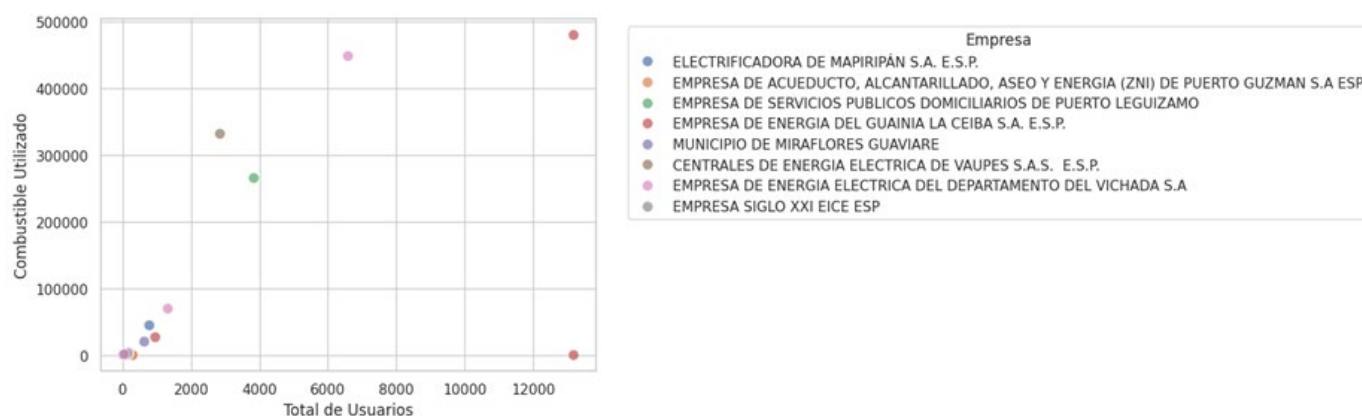 500000
400000
300000
200000
100000
0
Combustible Utilizado
0 2000 4000 6000 8000 10000 12000
Total de Usuarios
Empresa
ELECTRIFICADORA DE MAPIRIPÁN S.A. E.S.P.
EMPRESA DE ACUEDUCTO, ALCANTARILLADO, ASEO Y ENERGIA (ZNI) DE PUERTO GUZMAN S.A ESP
EMPRESA DE SERVICIOS PUBLICOS DOMICILIARIOS DE PUERTO LEGUIZAMO
EMPRESA DE ENERGIA DEL GUAINIA LA CEIBA S.A. E.S.P.
MUNICIPIO DE MIRAFLORES GUAVIARE
CENTRALES DE ENERGIA ELECTRICA DE VAUPES S.A.S. E.S.P.
EMPRESA DE ENERGIA ELECTRICA DEL DEPARTAMENTO DEL VICHADA S.A
EMPRESA SIGLO XXI EICE ESP